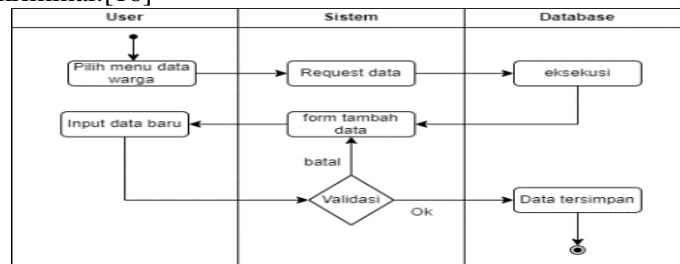 User
Sistem
Database
Pilih menu data
warga
Request data
eksekusi
Input data baru
form tambah
data
batal
Validasi
Ok
Data tersimpan